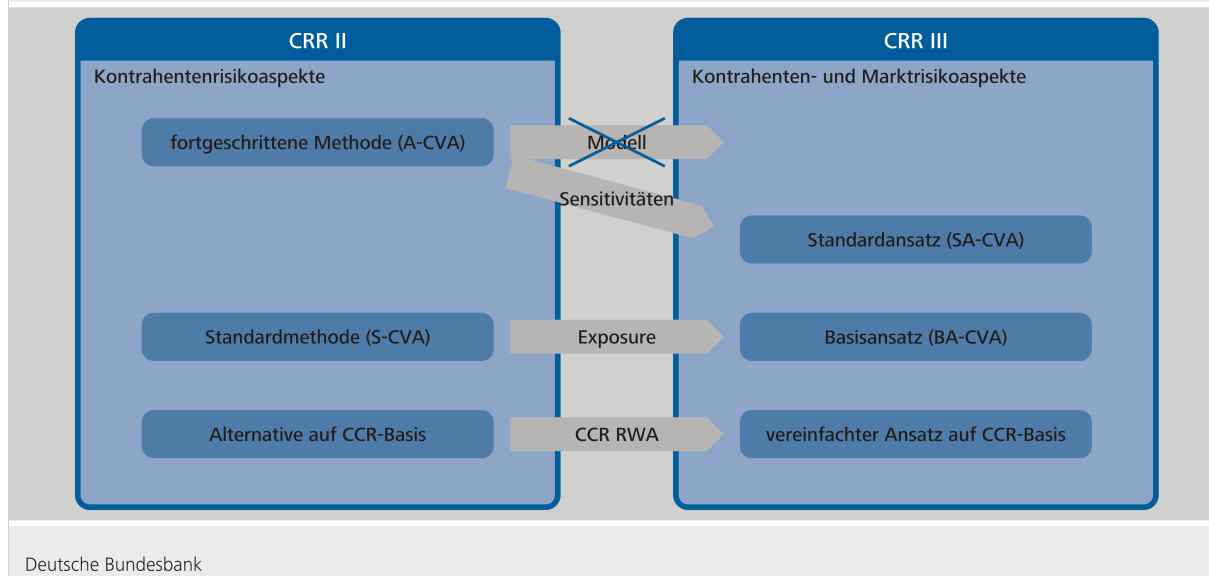 CRR II
CRR III
Kontrahentenrisikoaspekte
Kontrahenten- und Marktrisikoaspekte
fortgeschrittene Methode (A-CVA)
Modell
Sensitivitäten
Standardansatz (SA-CVA)
Standardmethode (S-CVA)
Exposure
Basisansatz (BA-CVA)
Alternative auf CCR-Basis
CCR RWA
vereinfachter Ansatz auf CCR-Basis
Deutsche Bundesbank